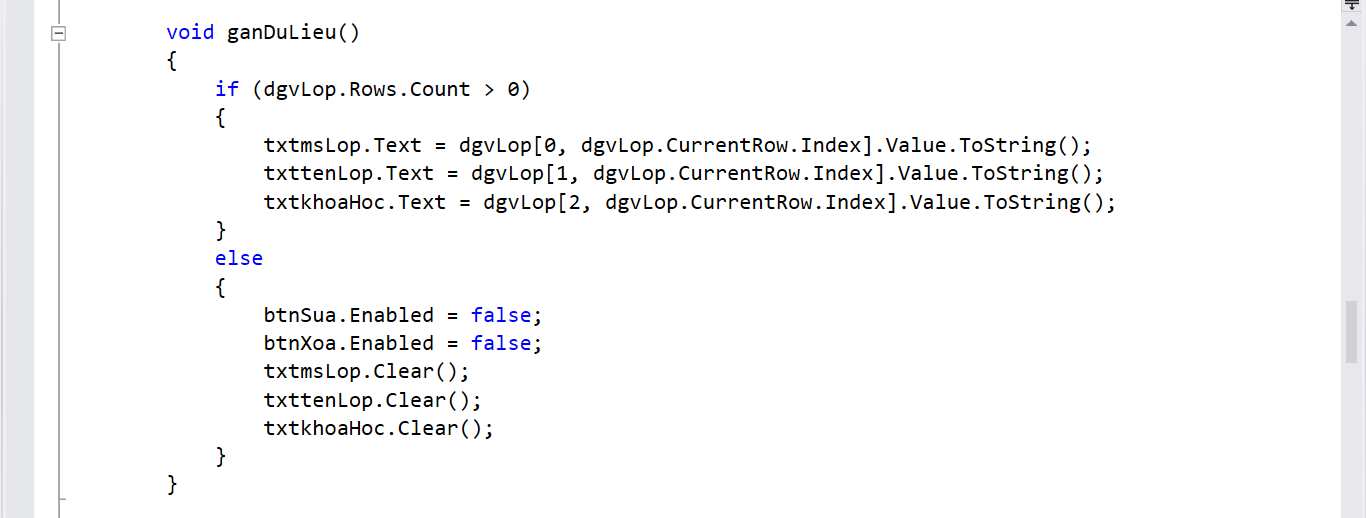 void ganDuLieu()
{
if (dgvLop.Rows.Count > 0)
{
txtmsLop.Text = dgvLop[0, dgvLop.CurrentRow.Index].Value.ToString();
txttenLop.Text = dgvLop[1, dgvLop.CurrentRow.Index].Value.ToString();
txtkhoaHoc.Text = dgvLop[2, dgvLop.CurrentRow.Index].Value.ToString();
}
else
{
btnSua.Enabled = false;
btnXoa.Enabled = false;
txtmsLop.Clear();
txttenLop.Clear();
txtkhoaHoc.Clear();
}
}